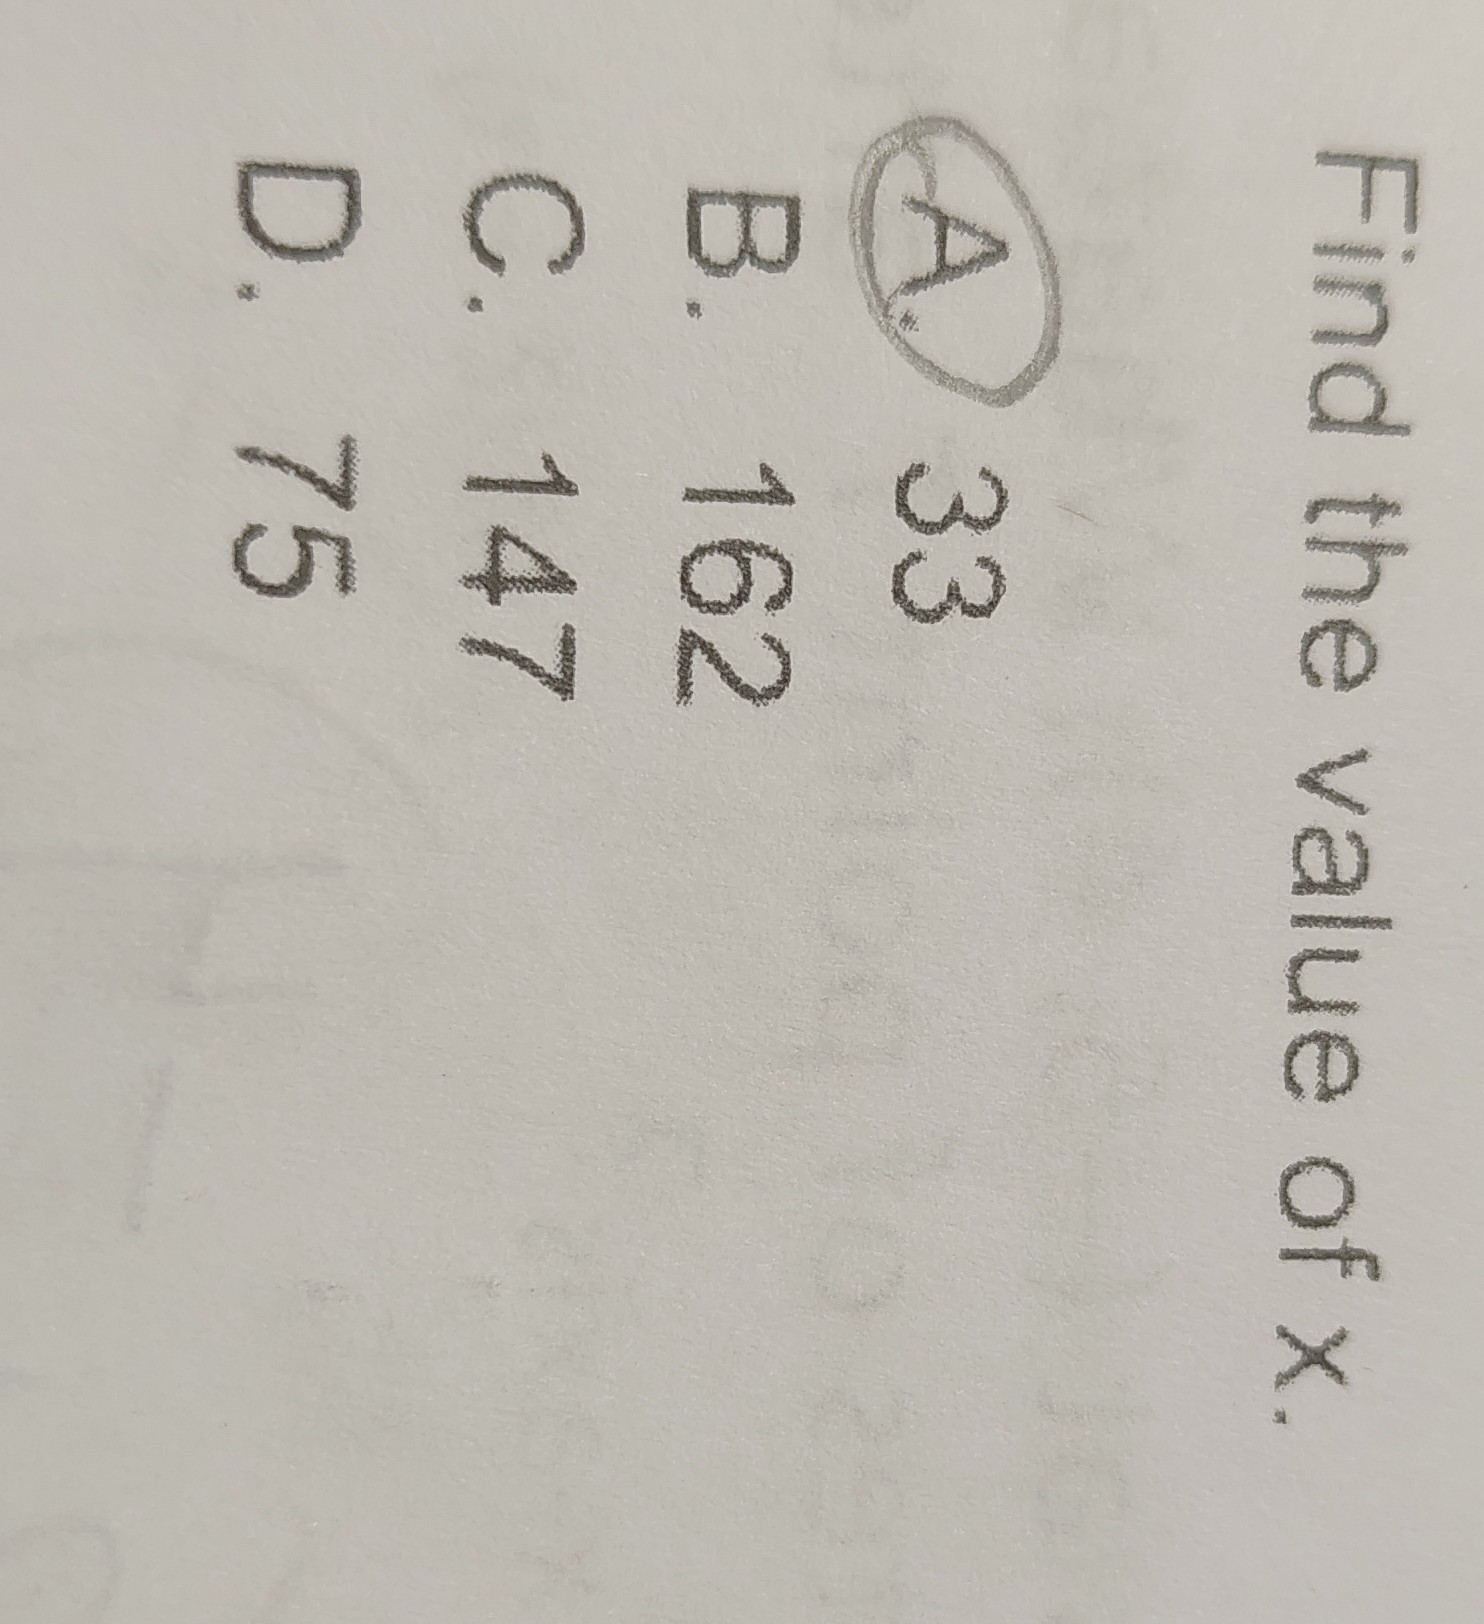 Find the value of x.
A. 33
B. 162
C. 147
D. 75